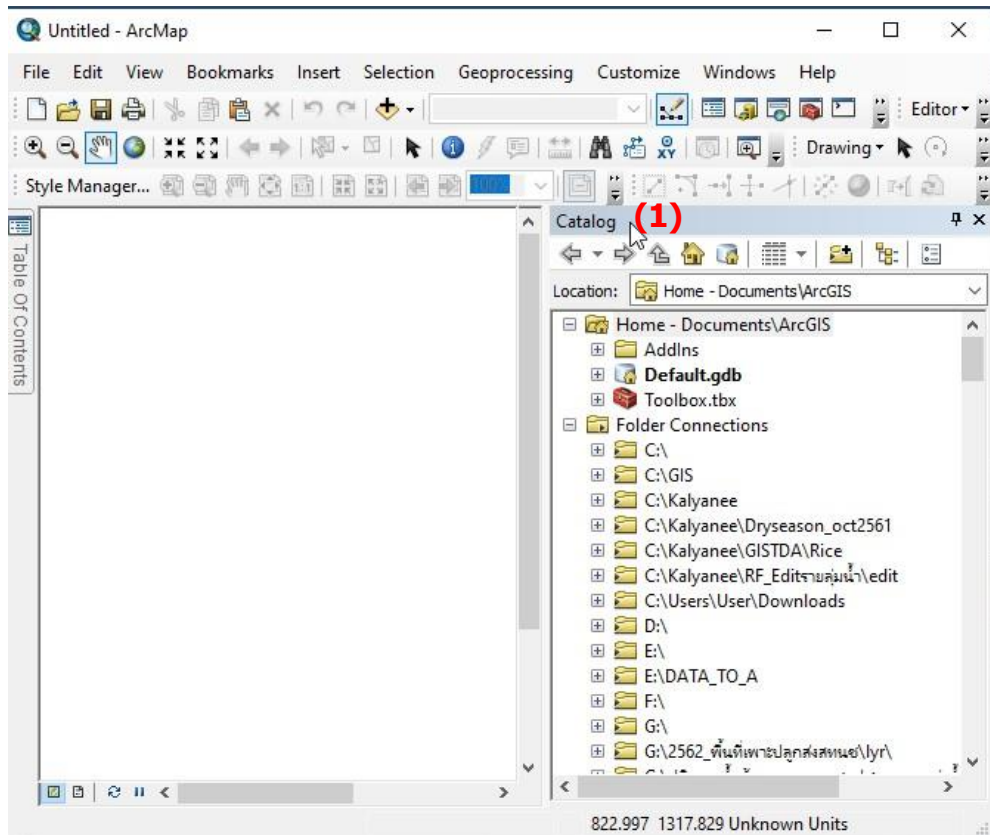 Untitled - ArcMap
File Edit View Bookmarks Insert Selection Geoprocessing Customize Windows Help
Editor
Drawing
Style Manager... 100%
Table Of Contents
Catalog (1)
Location: Home - Documents\ArcGIS
Home - Documents\ArcGIS
AddIns
Default.gdb
Toolbox.tbx
Folder Connections
C:\
C:\GIS
C:\Kalyanee
C:\Kalyanee\Dryseason_oct2561
C:\Kalyanee\GISTDA\Rice
C:\Kalyanee\RF_Editรายลุ่มน้ำ\edit
C:\Users\User\Downloads
D:\
E:\
E:\DATA_TO_A
F:\
G:\
G:\2562_พื้นที่เพาะปลูกส่งสทนช\lyr\
822.997 1317.829 Unknown Units